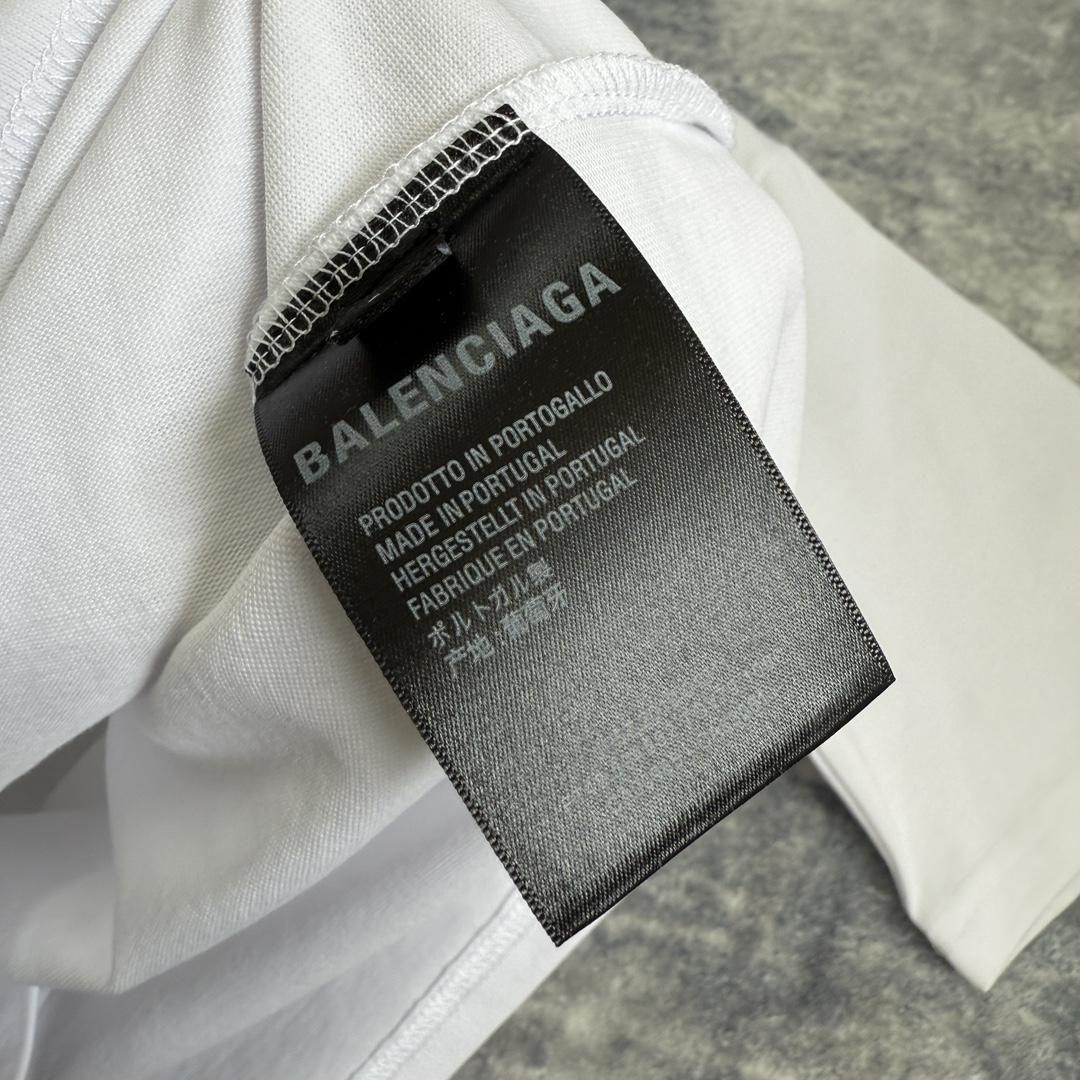 BALENCIAGA
PRODOTTO IN PORTOGALLO
MADE IN PORTUGAL
HERGESTELLT IN PORTUGAL
FABRIQUE EN PORTUGAL
ポルトガル製
产地：葡萄牙